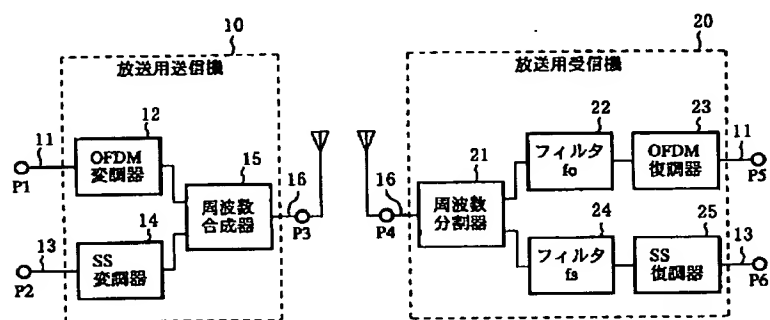 10
放送用送信機
12
11
OFDM
変調器
P1
15
周波数
合成器
16
P3
14
13
SS
変調器
P2
20
放送用受信機
22
フィルタ
fo
23
OFDM
復調器
11
P5
21
16
周波数
分割器
P4
24
フィルタ
fs
25
SS
復調器
13
P6